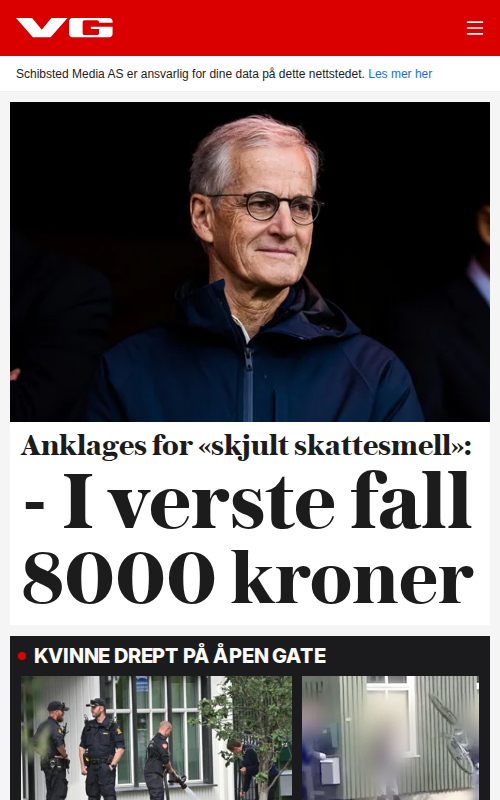 VG
Schibsted Media AS er ansvarlig for dine data på dette nettstedet. Les mer her
Anklages for «skjult skattesmell»:
- I verste fall
8000 kroner
KVINNE DREPT PÅ ÅPEN GATE